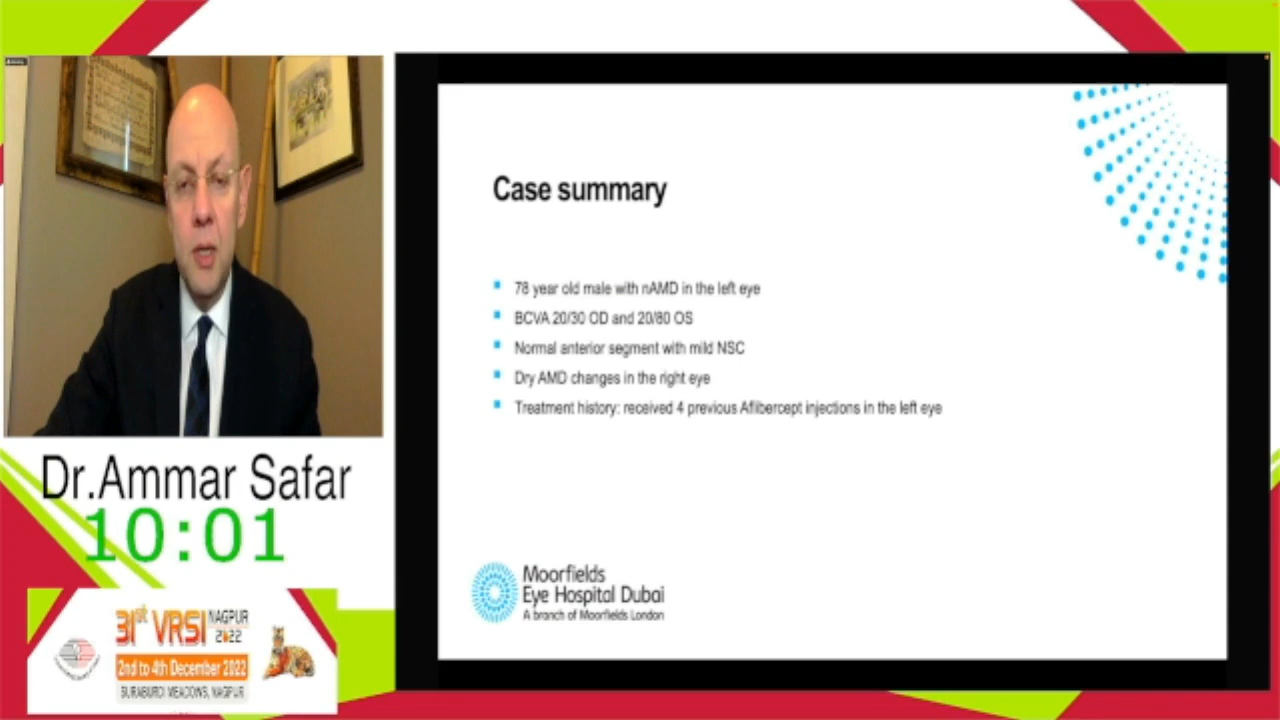 Case summary
78 year old male with nAMD in the left eye
BCVA 20/30 OD and 20/80 OS
Normal anterior segment with mild NSC
Dry AMD changes in the right eye
Treatment history: received 4 previous Aflibercept injections in the left eye
Moorfields
Eye Hospital Dubai
A branch of Moorfields London
Dr.Ammar Safar
10:01
31st VRSI NAGPUR
2022
2nd to 4th December 2022
SURABURDI MEADOWS, NAGPUR